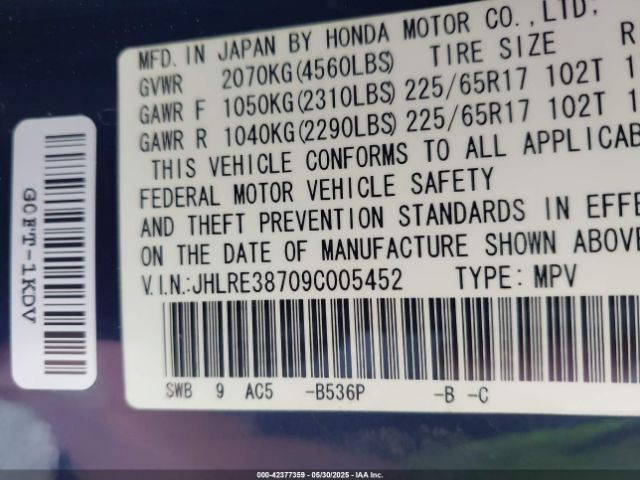 MFD. IN JAPAN BY HONDA MOTOR CO., LTD;
GVWR 2070KG(4560LBS) TIRE SIZE R
GAWR F 1050KG(2310LBS) 225/65R17 102T 1
GAWR R 1040KG(2290LBS) 225/65R17 102T 1
THIS VEHICLE CONFORMS TO ALL APPLICAB
FEDERAL MOTOR VEHICLE SAFETY
AND THEFT PREVENTION STANDARDS IN EFFE
ON THE DATE OF MANUFACTURE SHOWN ABOVE
V.I.N.:JHLRE38709C005452 TYPE: MPV
SWB 9 AC5 -B536P -B -C
G0FT-1KDV
000-42377359 | 05/30/2025 | IAA Inc.